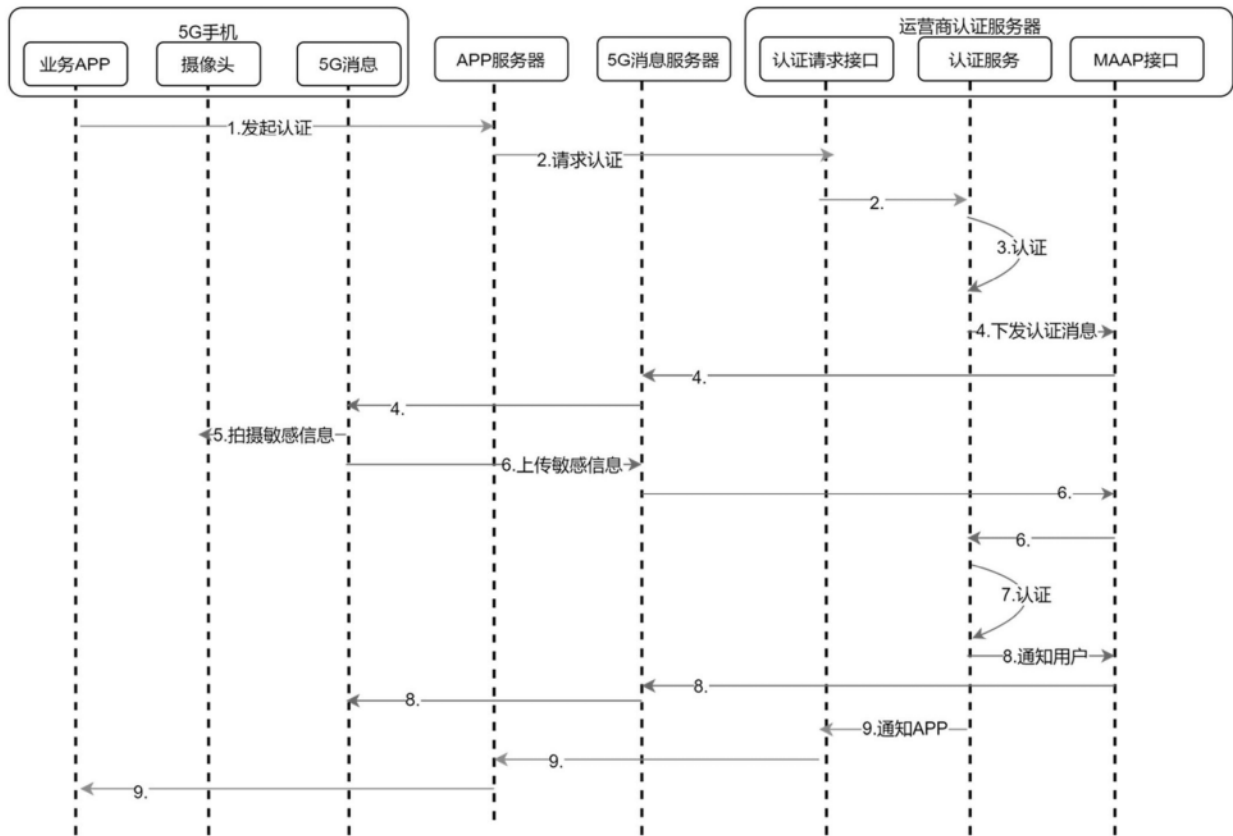 5G手机
运营商认证服务器
业务APP
摄像头
5G消息
APP服务器
5G消息服务器
认证请求接口
认证服务
MAAP接口
1.发起认证
2.请求认证
2.
3.认证
4.下发认证消息
4.
4.
5.拍摄敏感信息
6.上传敏感信息
6.
6.
7.认证
8.通知用户
8.
8.
9.通知APP
9.
9.